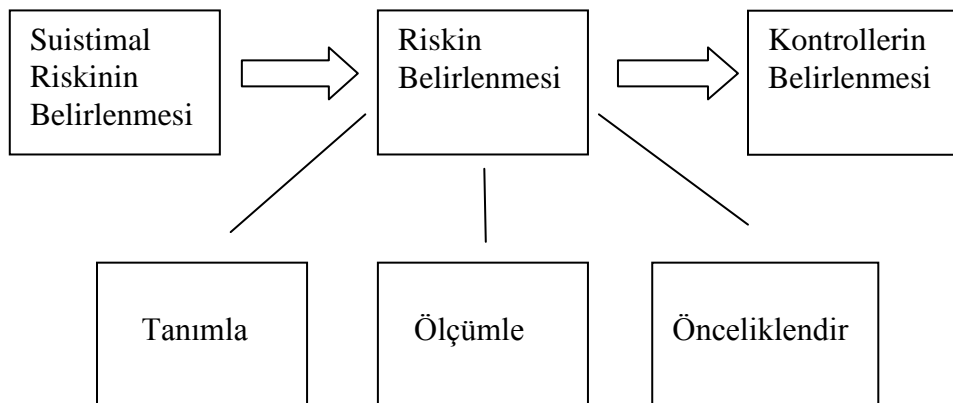 Suistimal
Riskinin
Belirlenmesi
Riskin
Belirlenmesi
Kontrollerin
Belirlenmesi
Tanımla
Ölçümle
Önceliklendir